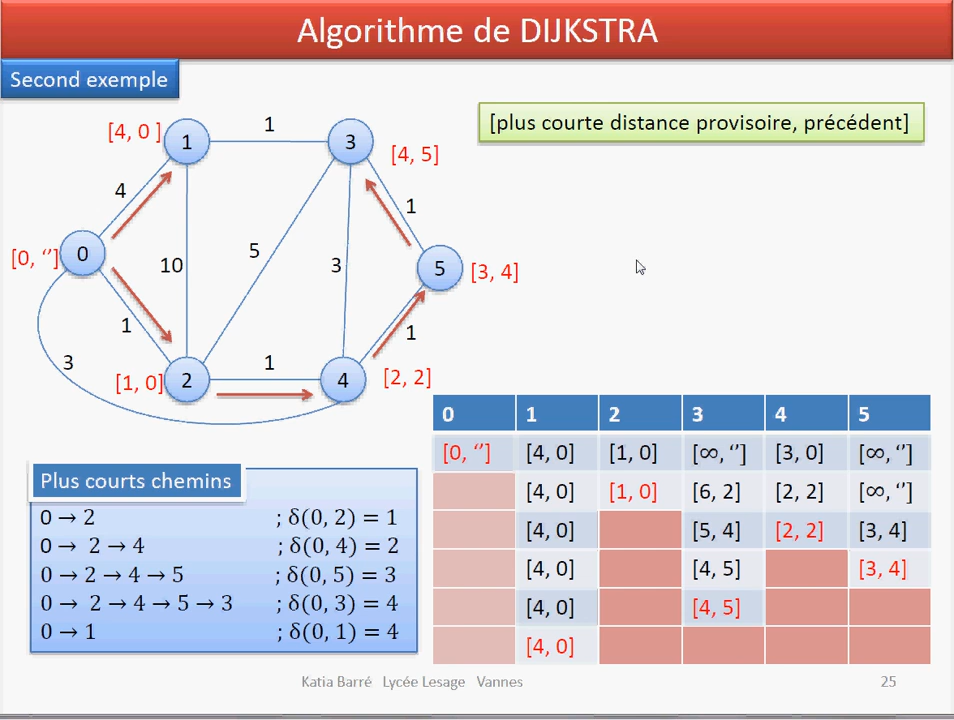 Algorithme de DIJKSTRA
Second exemple
[plus courte distance provisoire, précédent]
[4, 0 ]
1
1
3
[4, 5]
4
1
[0, ‘’]
0
10
5
3
5
[3, 4]
1
1
3
1
[1, 0]
2
4
[2, 2]
0 1 2 3 4 5
[0, ‘’] [4, 0] [1, 0] [∞, ‘’] [3, 0] [∞, ‘’]
[4, 0] [1, 0] [6, 2] [2, 2] [∞, ‘’]
[4, 0] [5, 4] [2, 2] [3, 4]
[4, 0] [4, 5] [3, 4]
[4, 0] [4, 5]
[4, 0]
Plus courts chemins
0 → 2 ; δ(0, 2) = 1
0 → 2 → 4 ; δ(0, 4) = 2
0 → 2 → 4 → 5 ; δ(0, 5) = 3
0 → 2 → 4 → 5 → 3 ; δ(0, 3) = 4
0 → 1 ; δ(0, 1) = 4
Katia Barré Lycée Lesage Vannes
25